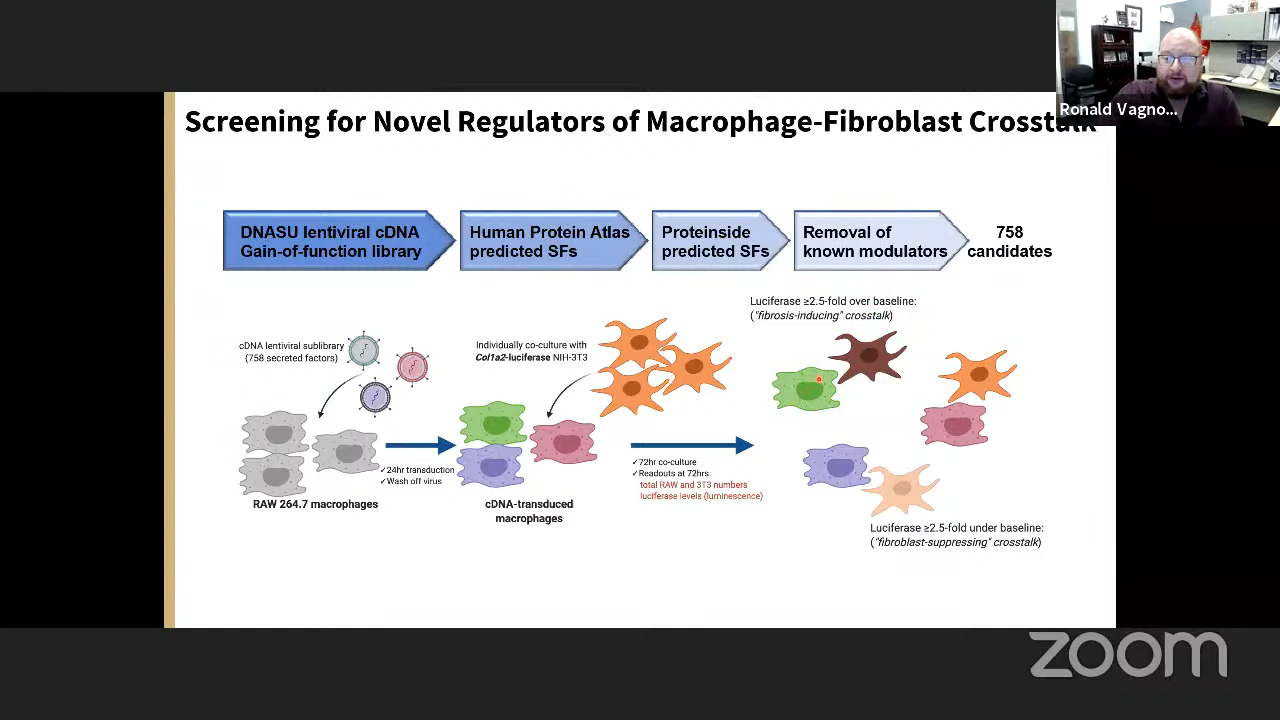 Ronald Vagno...
Screening for Novel Regulators of Macrophage-Fibroblast Crosstalk
DNASU lentiviral cDNA
Gain-of-function library
Human Protein Atlas
predicted SFs
Proteinside
predicted SFs
Removal of
known modulators
758
candidates
cDNA lentiviral sublibrary
(758 secreted factors)
Individually co-culture with
Col1a2-luciferase NIH-3T3
Luciferase ≥2.5-fold over baseline:
("fibrosis-inducing" crosstalk)
✓24hr transduction
✓Wash off virus
RAW 264.7 macrophages
cDNA-transduced
macrophages
✓72hr co-culture
✓Readouts at 72hrs:
total RAW and 3T3 numbers
luciferase levels (luminescence)
Luciferase ≥2.5-fold under baseline:
("fibroblast-suppressing" crosstalk)
zoom